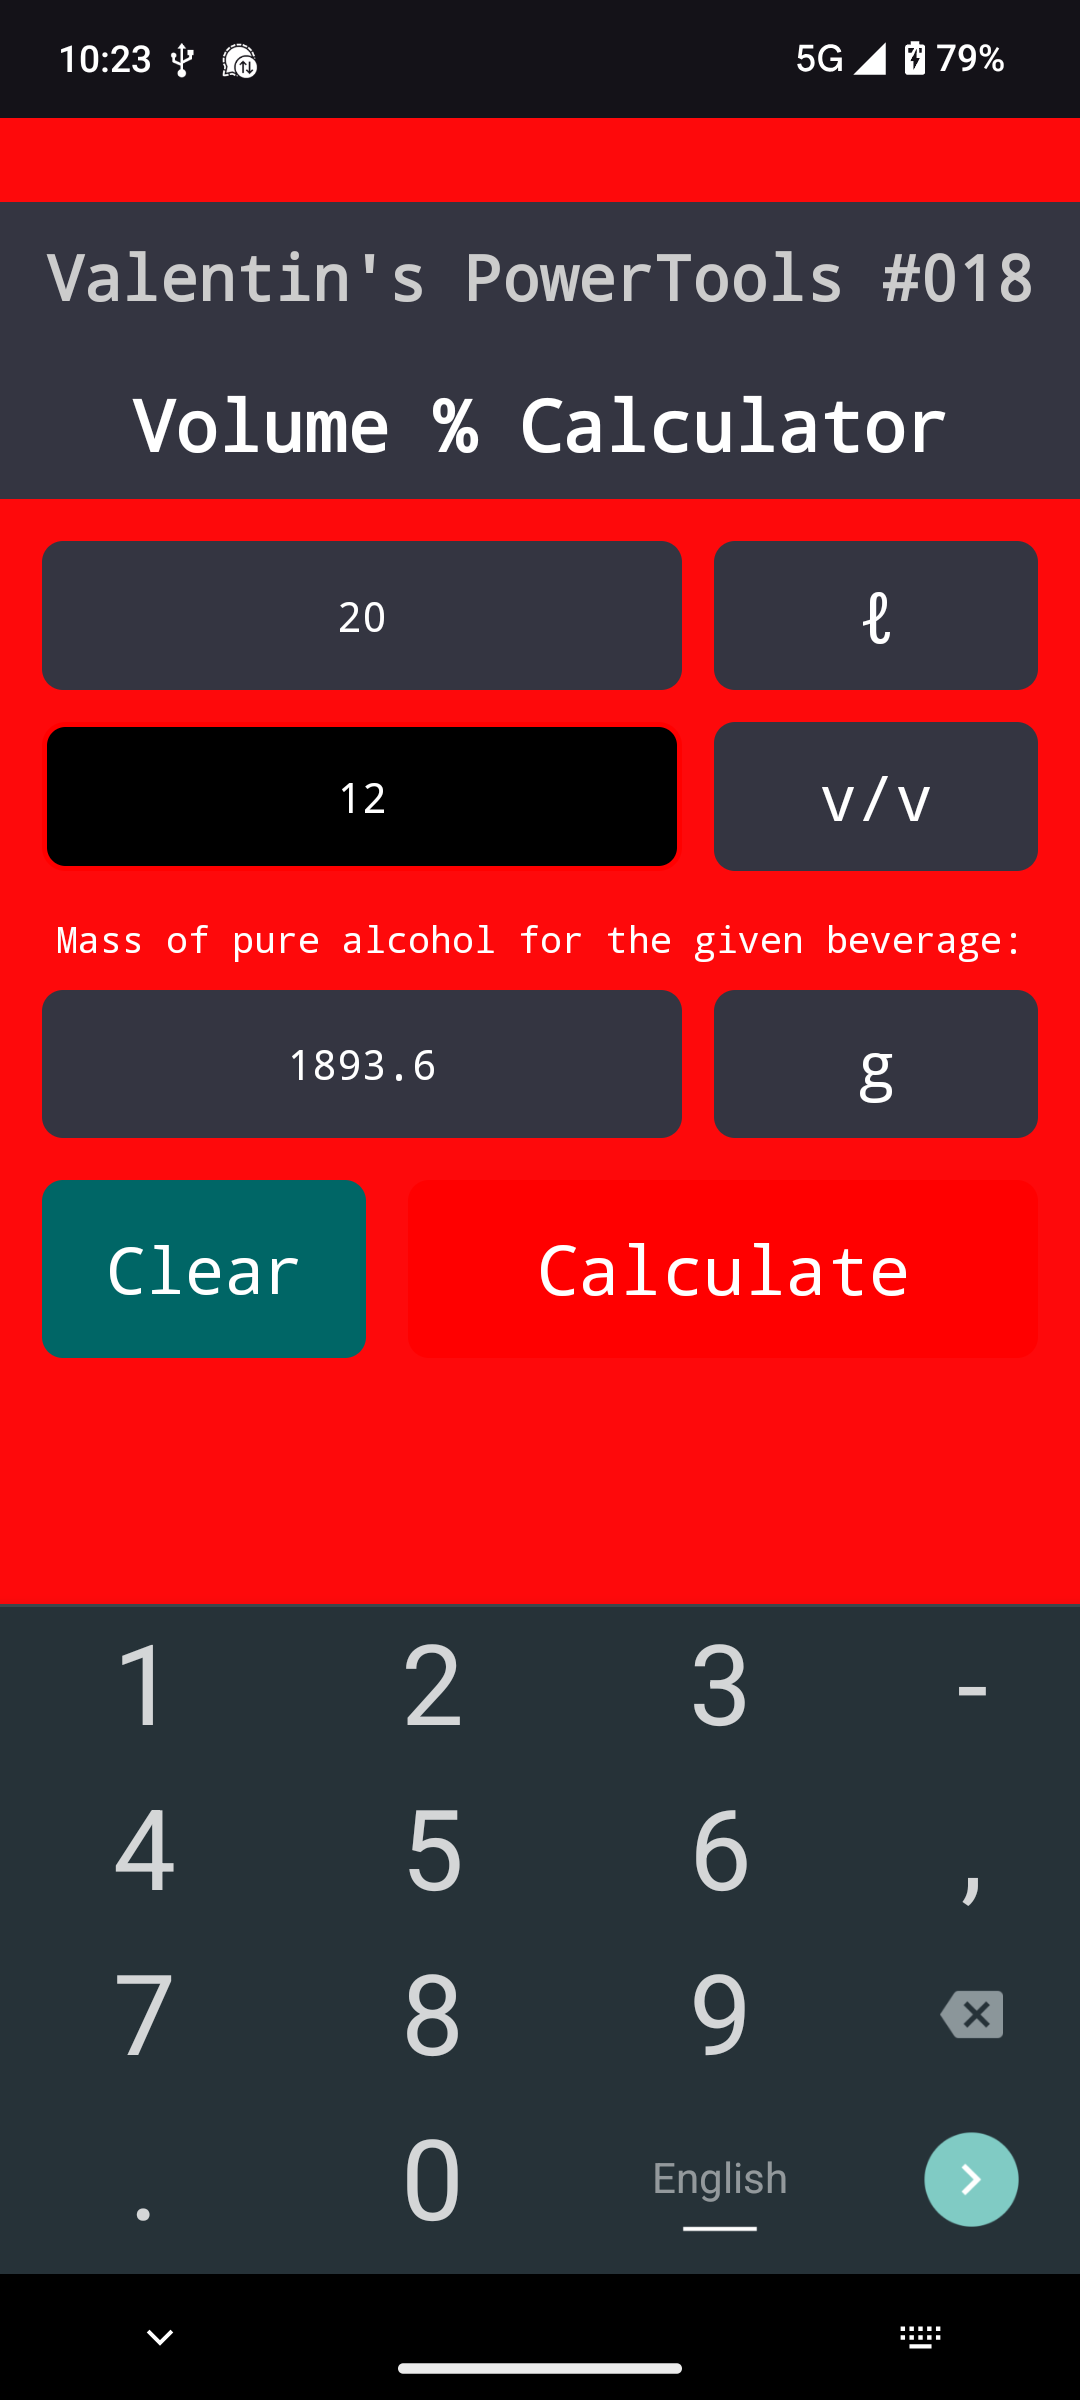 10:23 5G 79%
Valentin's PowerTools #018
Volume % Calculator
20 ℓ
12 v/v
Mass of pure alcohol for the given beverage:
1893.6 g
Clear Calculate
1 2 3 -
4 5 6 ,
7 8 9
. 0 English